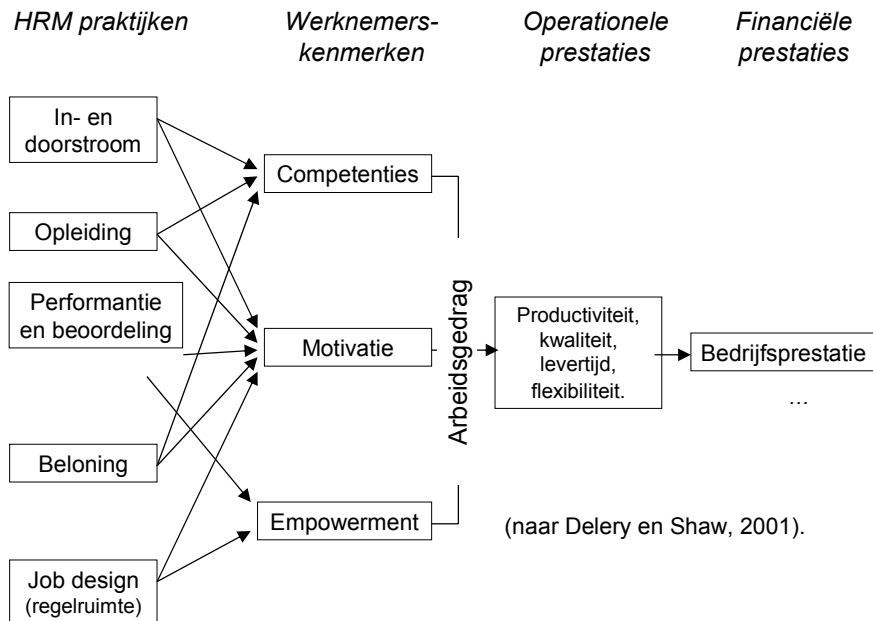 HRM praktijken
Werknemers-
kenmerken
Operationele
prestaties
Financiële
prestaties
In- en
doorstroom
Opleiding
Performantie
en beoordeling
Beloning
Job design
(regelruimte)
Competenties
Motivatie
Empowerment
Arbeidsgedrag
Productiviteit,
kwaliteit,
levertijd,
flexibiliteit.
Bedrijfsprestatie
...
(naar Delery en Shaw, 2001).